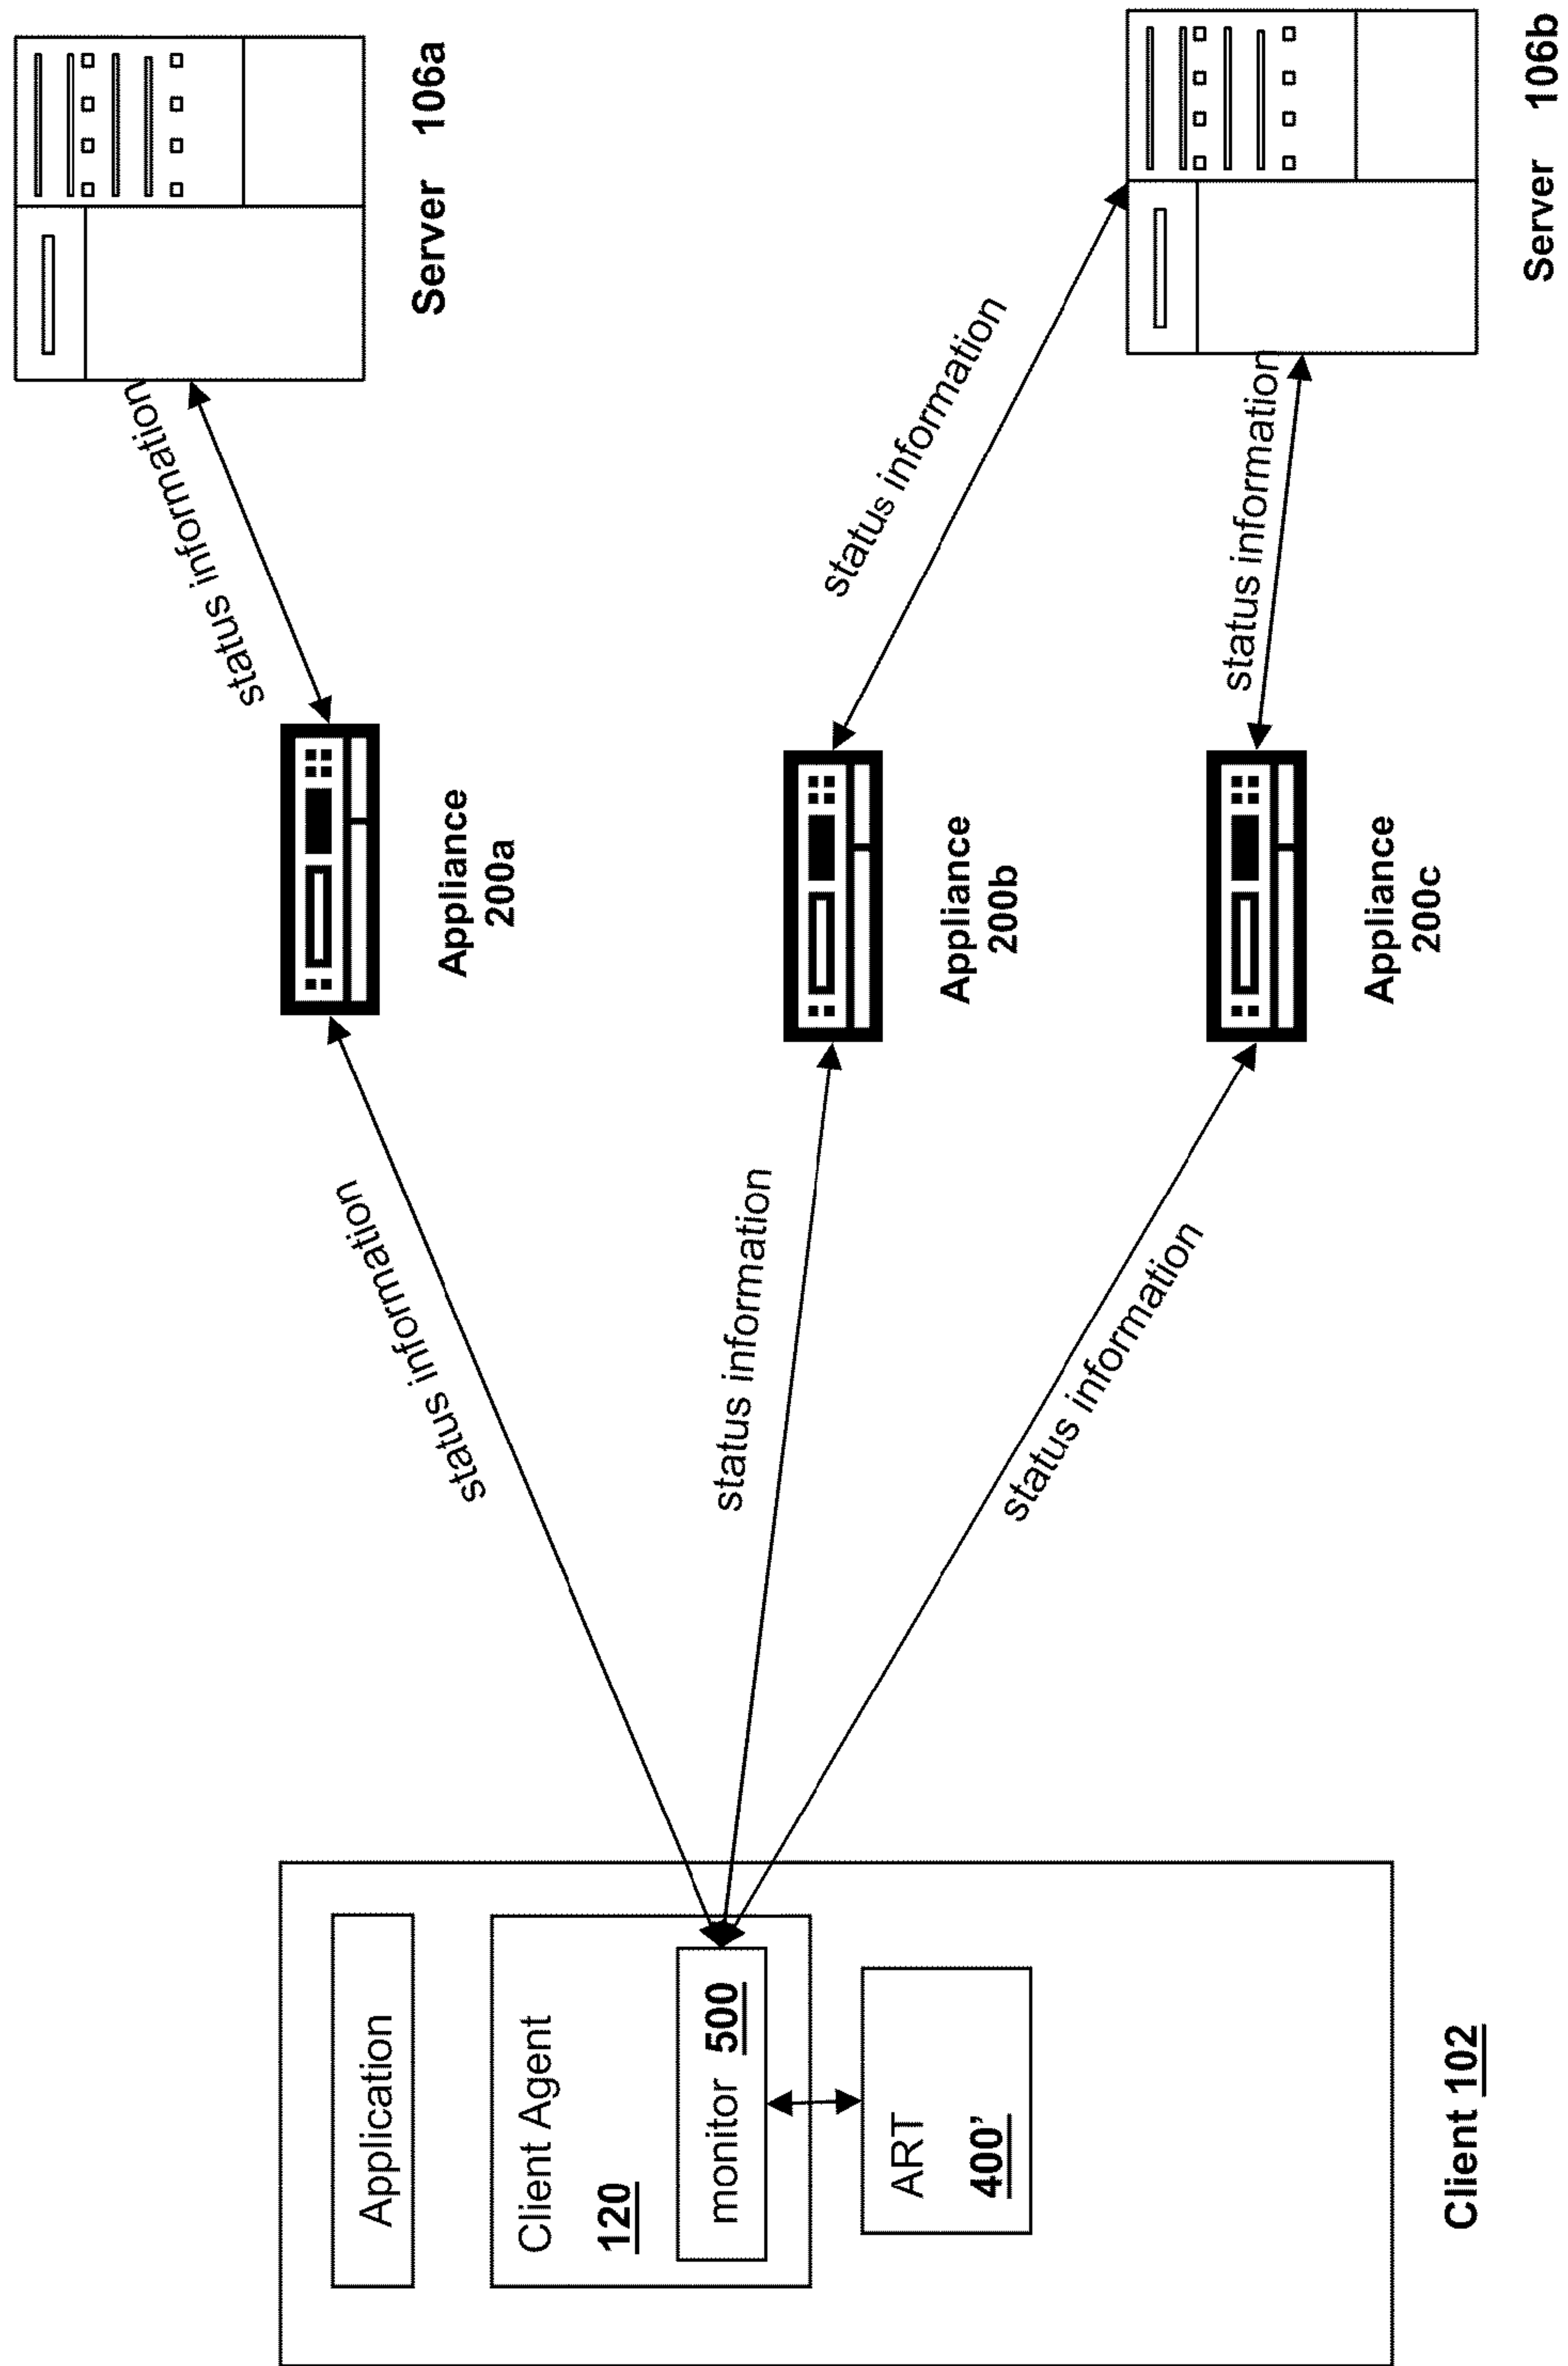 Application
Client Agent
120
monitor 500
ART
400’
Client 102
status information
status information
status information
Appliance
200a
Appliance
200b
Appliance
200c
status information
status information
status information
Server 106a
Server 106b